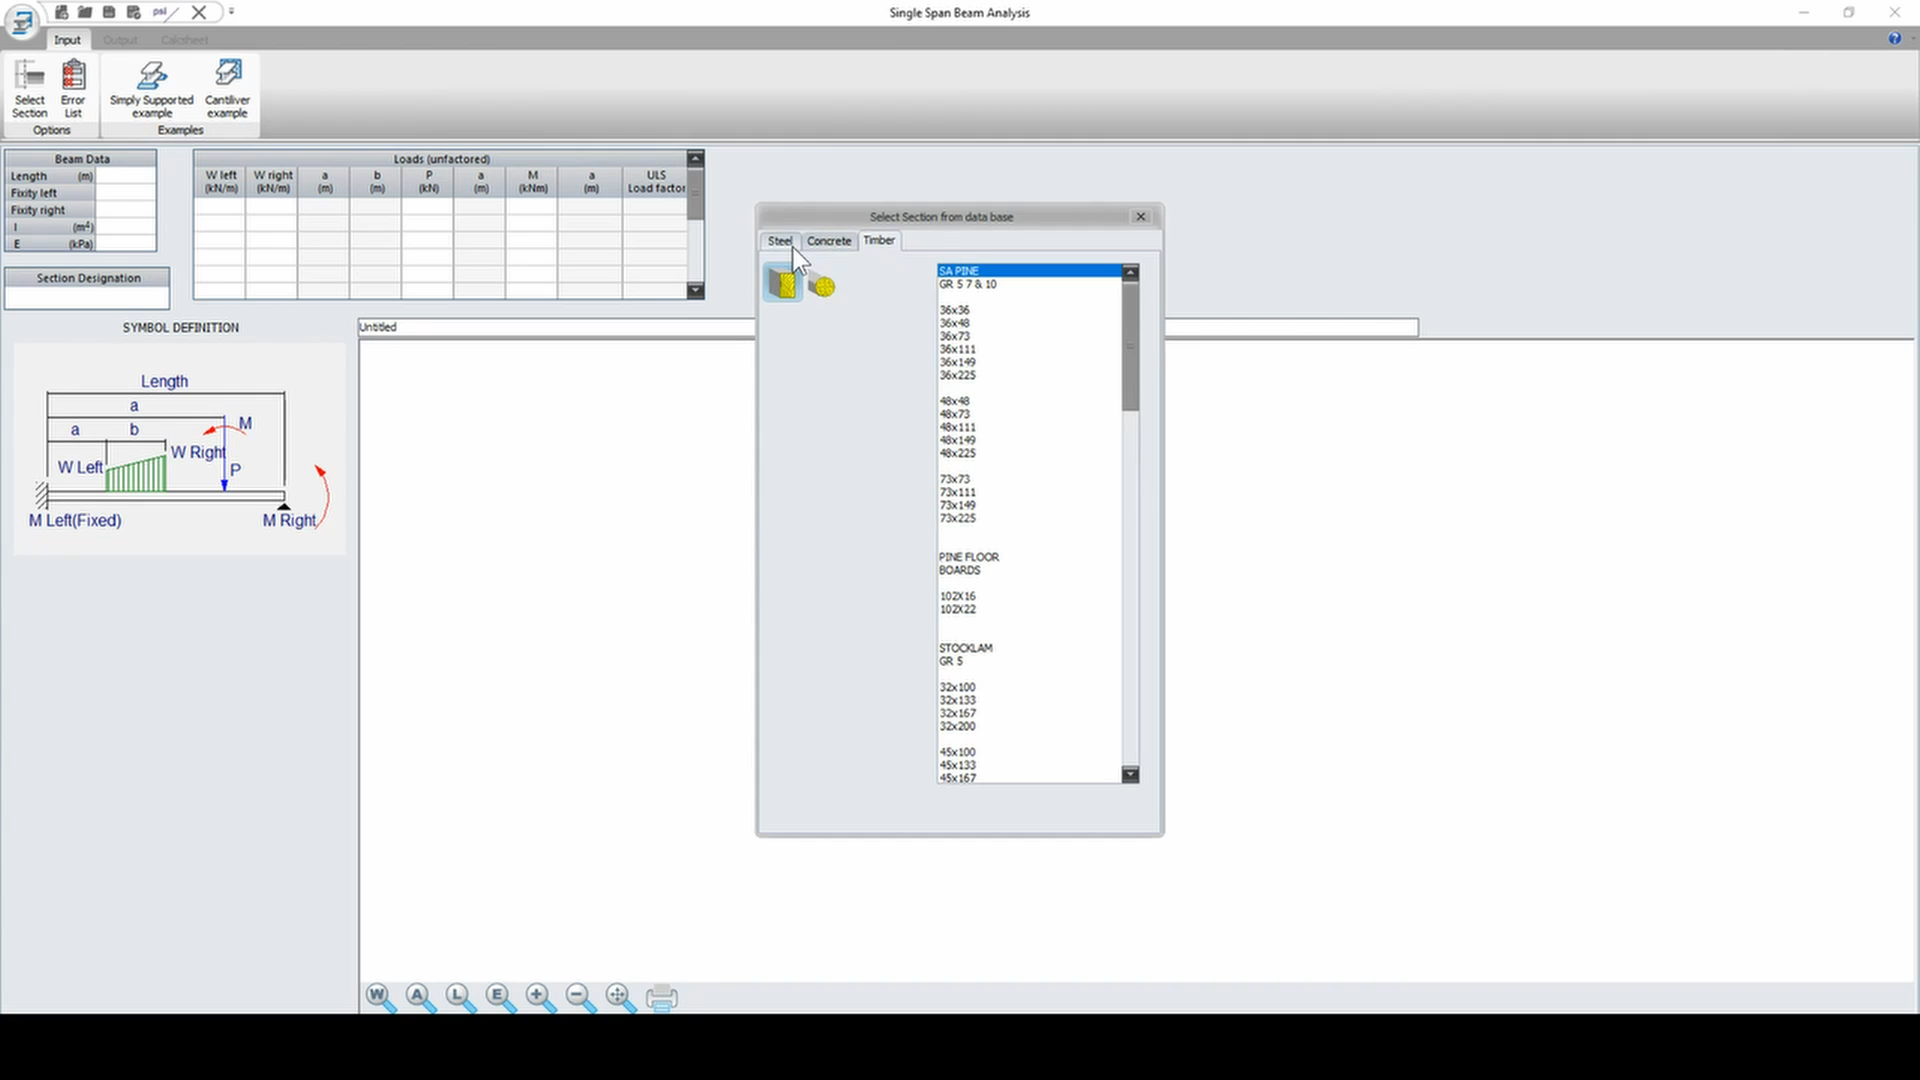 psi
Single Span Beam Analysis
Input
Output
Calcsheet
Select
Section
Error
List
Options
Simply Supported
example
Cantiliver
example
Examples
Beam Data
Length (m)
Fixity left
Fixity right
I (m⁴)
E (kPa)
Section Designation
Loads (unfactored)
W left W right a b P a M a ULS
(kN/m) (kN/m) (m) (m) (kN) (m) (kNm) (m) Load factor
SYMBOL DEFINITION
Length
a
M
a b
W Right
W Left
P
M Left(Fixed)
M Right
Untitled
Select Section from data base
Steel Concrete Timber
SA PINE
GR 5 7 & 10
36x36
36x48
36x73
36x111
36x149
36x225
48x48
48x73
48x111
48x149
48x225
73x73
73x111
73x149
73x225
PINE FLOOR
BOARDS
102X16
102X22
STOCKLAM
GR 5
32x100
32x133
32x167
32x200
45x100
45x133
45x167
W A L E